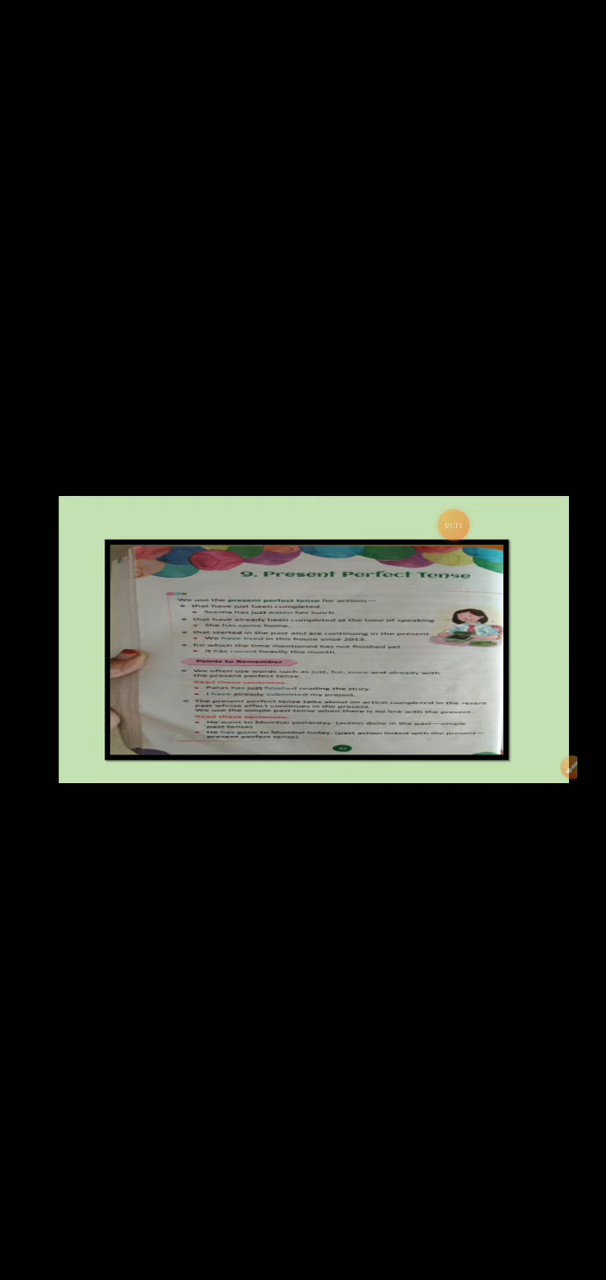 01:11
9. Present Perfect Tense
We use the present perfect tense for actions—
that have just been completed
Seema has just eaten her lunch.
that have already been completed at the time of speaking
She has come home.
that started in the past and are continuing in the present
We have lived in this house since 2013.
for which the time mentioned has not finished yet
It has rained heavily this month.
Points to Remember
We often use words such as just, for, since and already with
the present perfect tense.
Read these sentences.
Paras has just finished reading the story.
I have already submitted my project.
The present perfect tense talks about an action completed in the recent
past whose effect continues in the present.
We use the simple past tense when there is no link with the present.
Read these sentences.
He went to Mumbai yesterday. (action done in the past—simple
past tense)
He has gone to Mumbai today. (past action linked with the present—
present perfect tense)